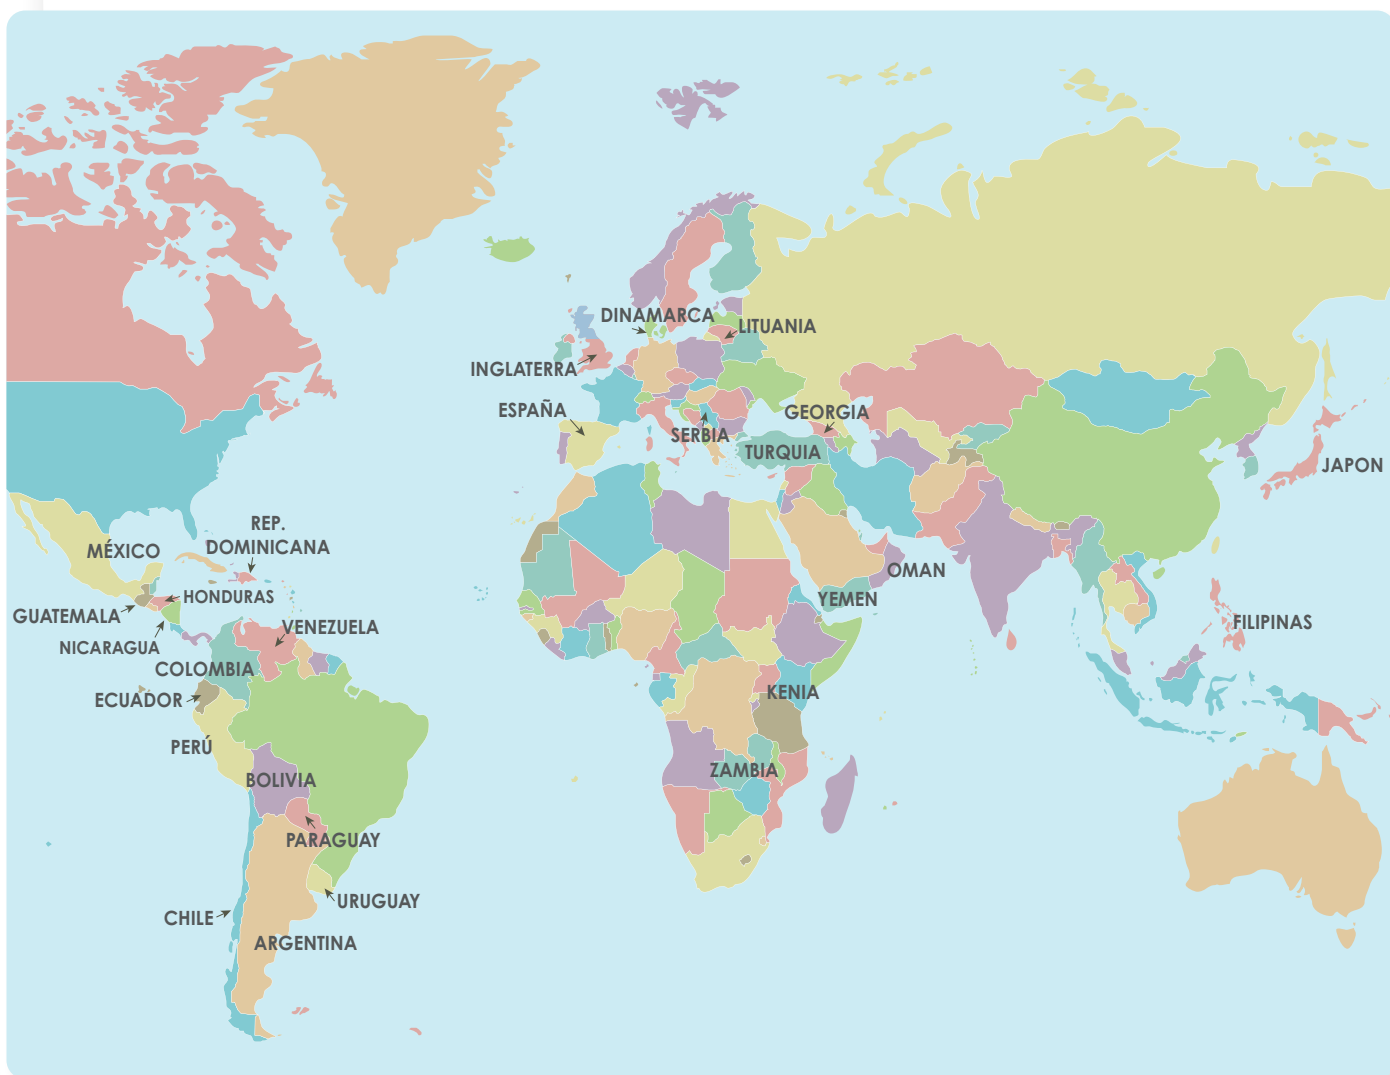 DINAMARCA
LITUANIA
INGLATERRA
ESPAÑA
GEORGIA
SERBIA
TURQUIA
JAPON
REP.
DOMINICANA
MÉXICO
OMAN
HONDURAS
YEMEN
GUATEMALA
FILIPINAS
VENEZUELA
NICARAGUA
COLOMBIA
KENIA
ECUADOR
PERÚ
ZAMBIA
BOLIVIA
PARAGUAY
URUGUAY
CHILE
ARGENTINA